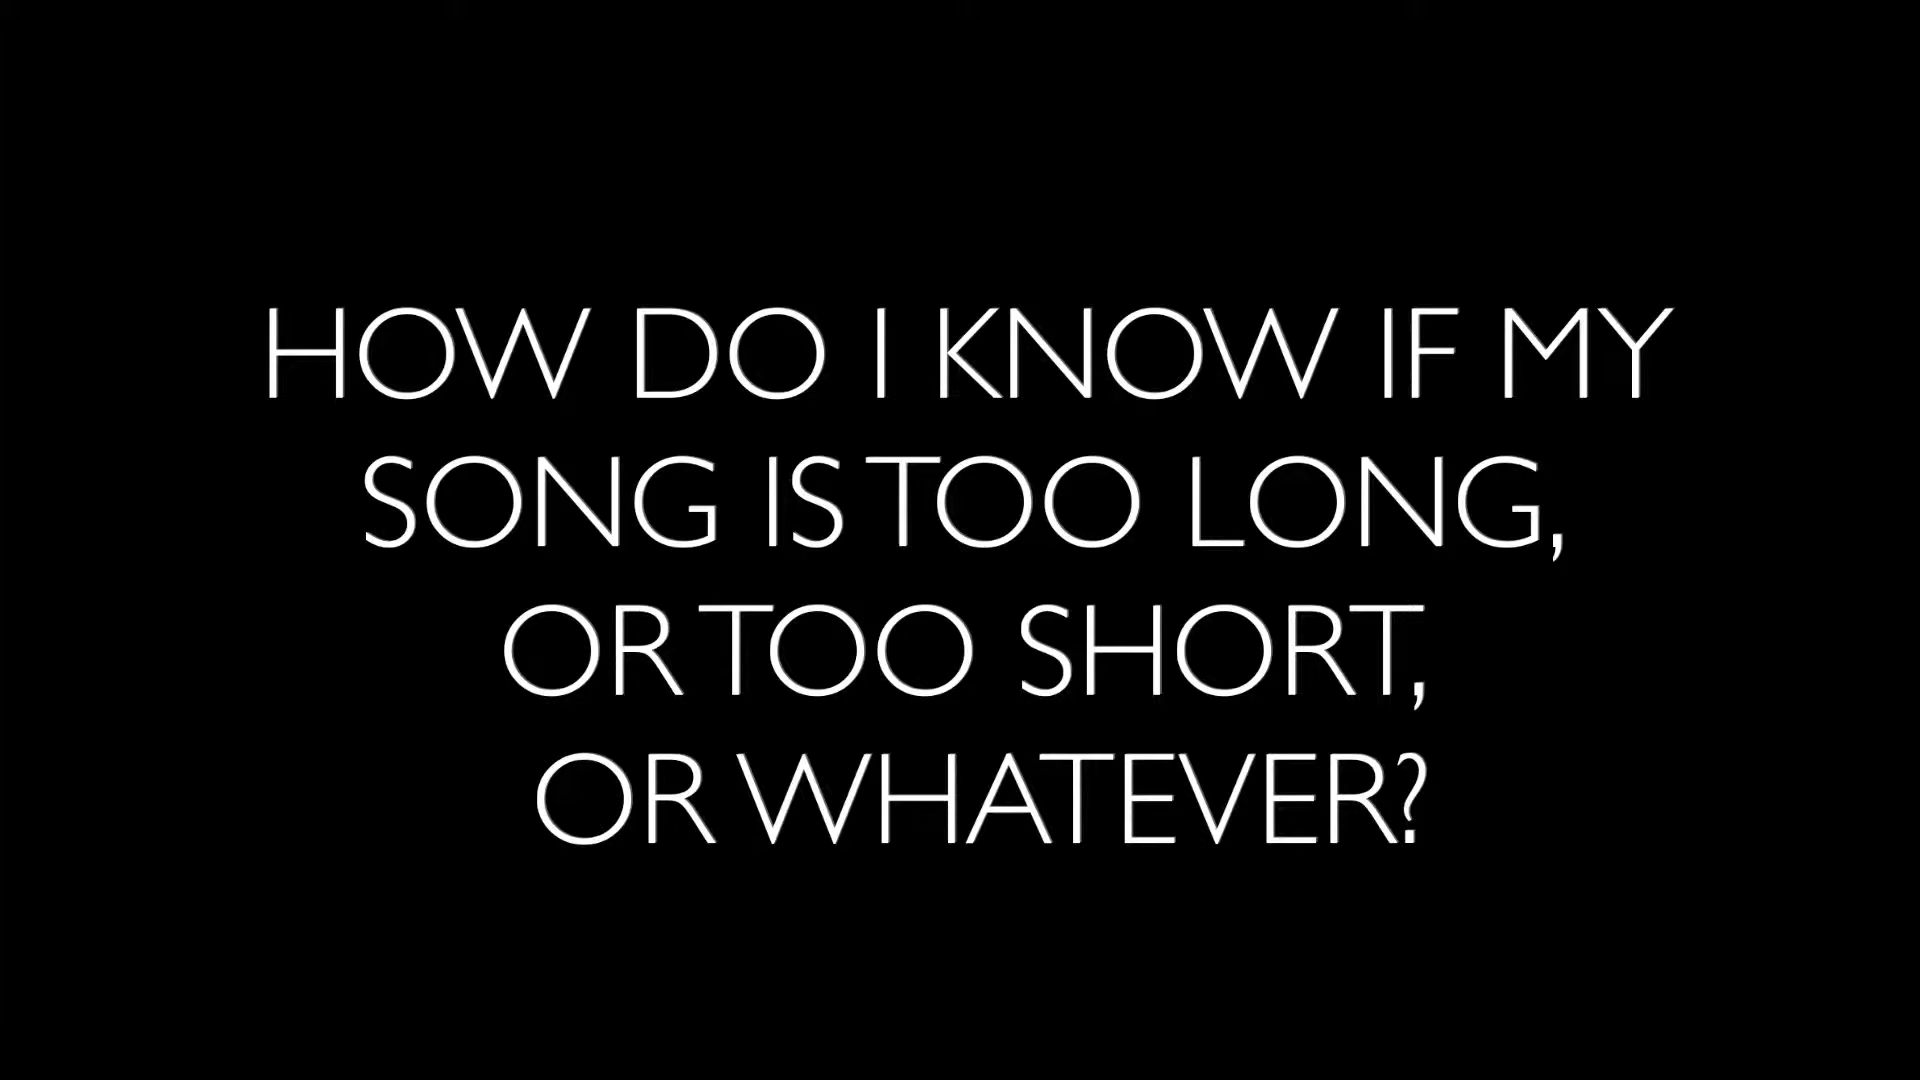 HOW DO I KNOW IF MY
SONG IS TOO LONG,
OR TOO SHORT,
OR WHATEVER?